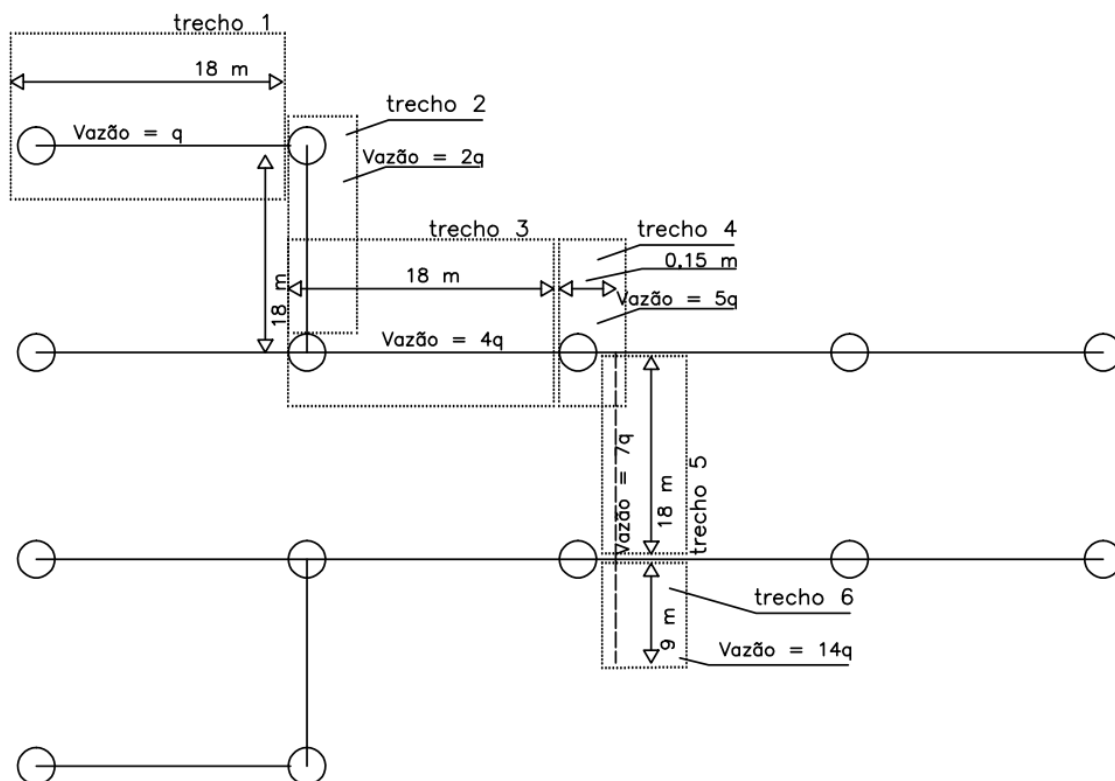 trecho 1
18 m
Vazão = q
trecho 2
Vazão = 2q
18 m
trecho 3
18 m
Vazão = 4q
trecho 4
0,15 m
Vazão = 5q
Vazão = 7q
18 m
trecho 5
trecho 6
9 m
Vazão = 14q